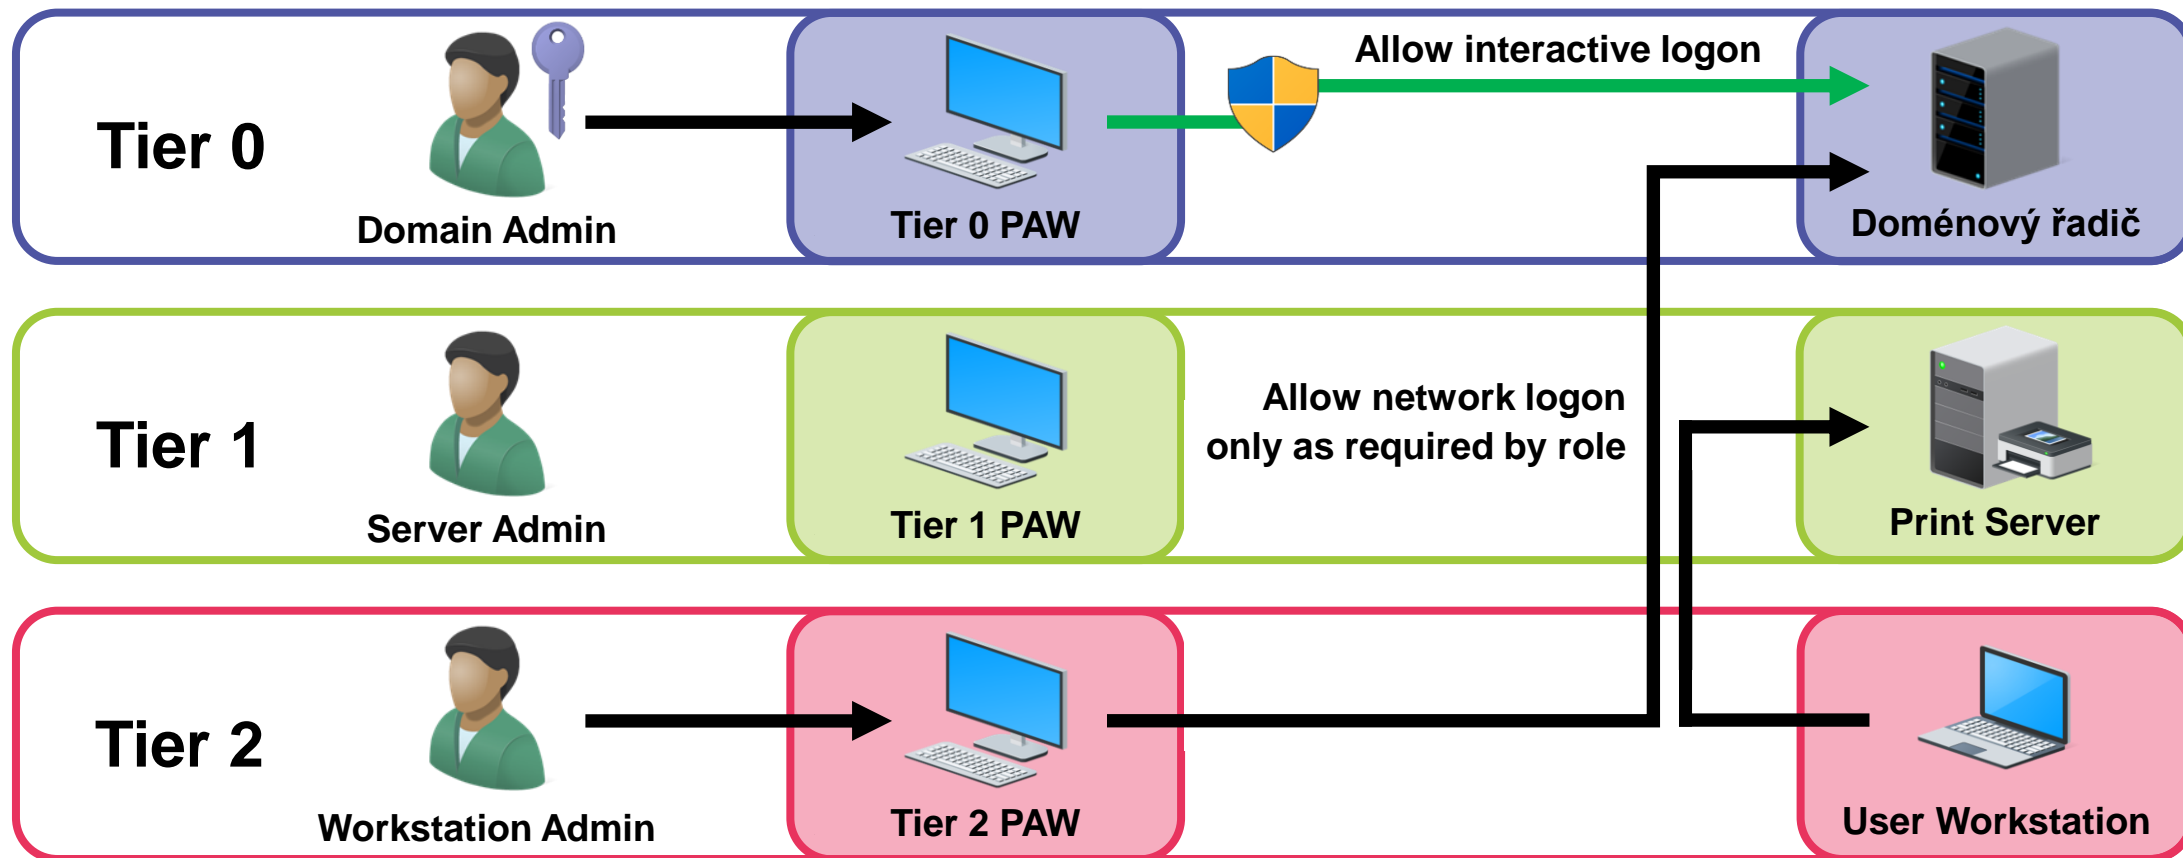 Tier 0
Domain Admin
Tier 0 PAW
Allow interactive logon
Doménový řadič
Tier 1
Server Admin
Tier 1 PAW
Allow network logon
only as required by role
Print Server
Tier 2
Workstation Admin
Tier 2 PAW
User Workstation